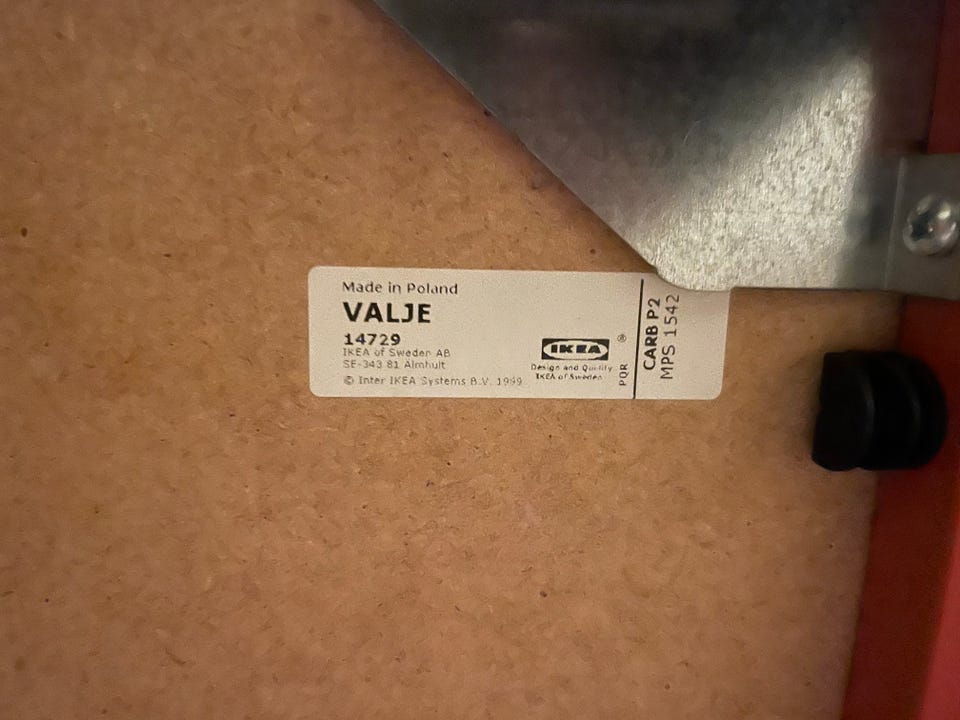 Made in Poland
VALJE
14729
IKEA of Sweden AB
SE-343 81 Älmhult
© Inter IKEA Systems B.V. 1999
IKEA ®
Design and Quality
IKEA of Sweden
PQR
CARB P2
MPS 1542